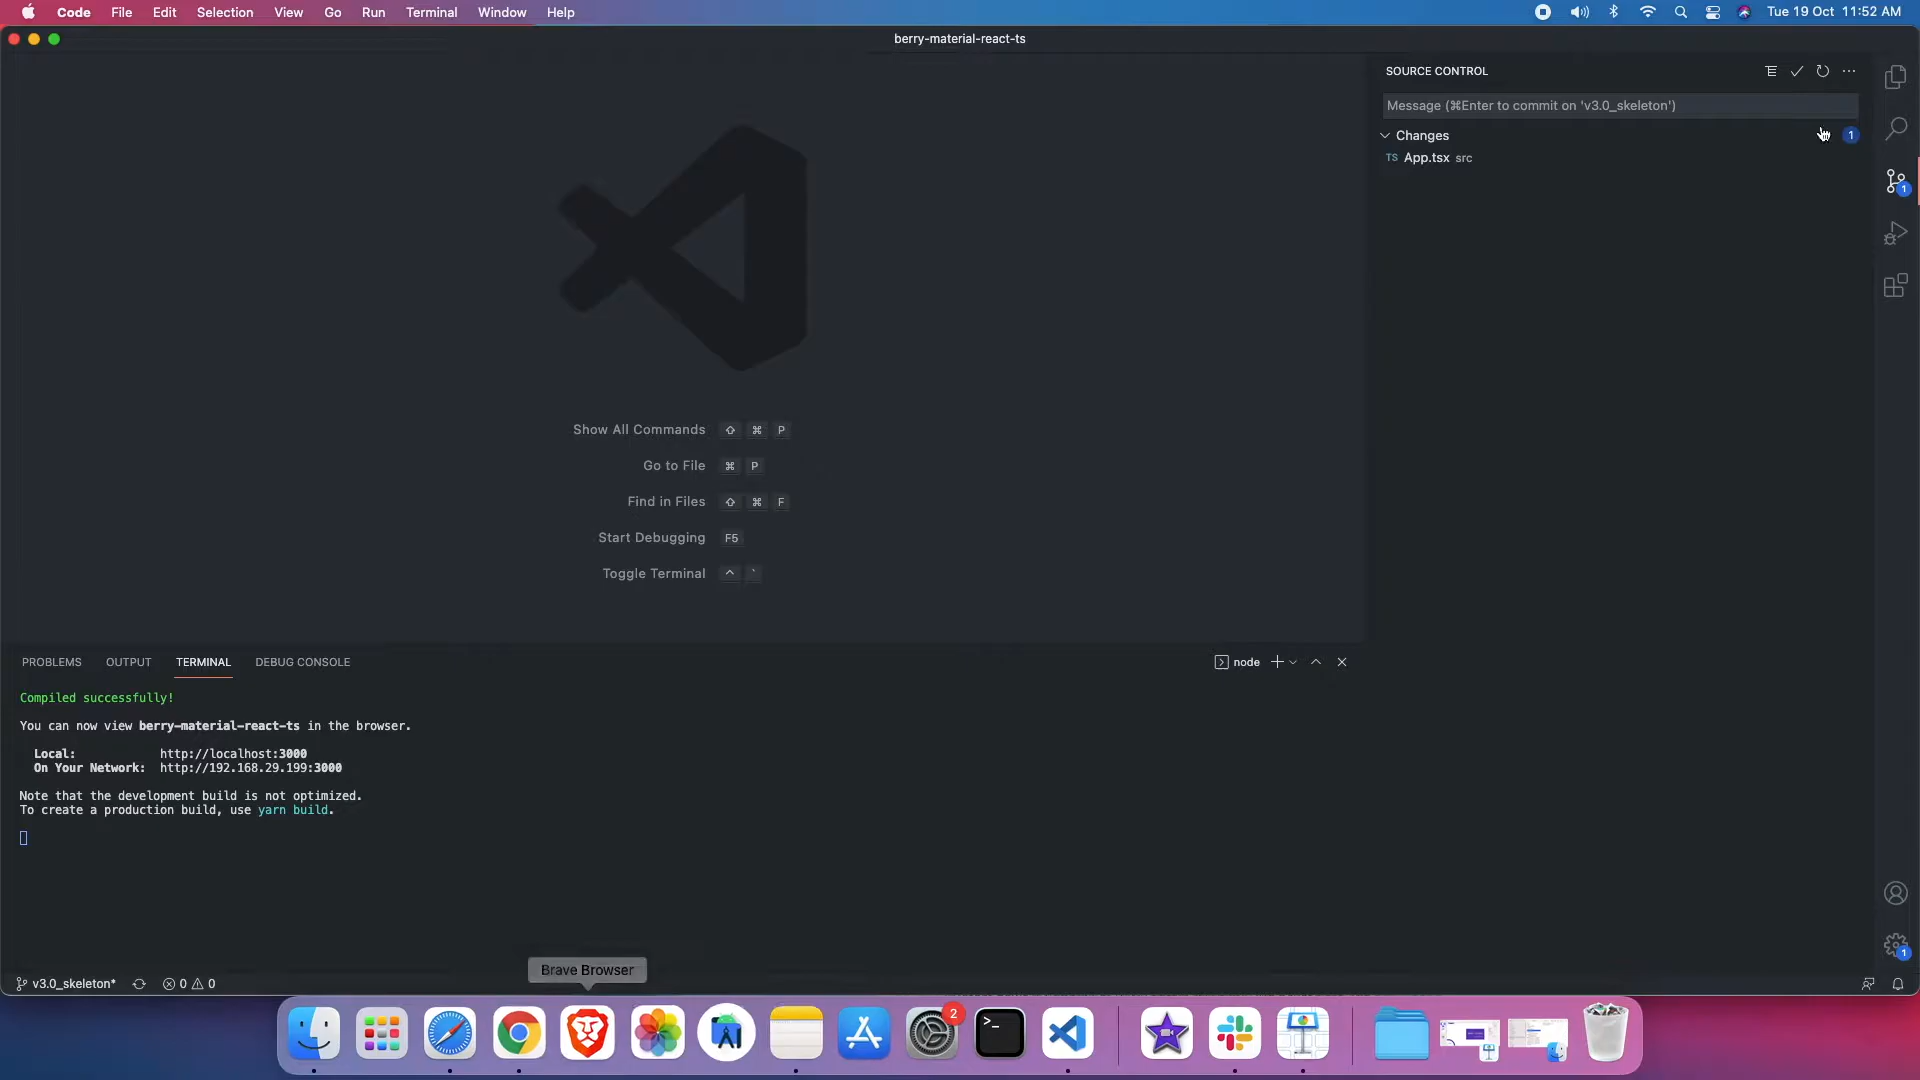 Code File Edit Selection View Go Run Terminal Window Help Tue 19 Oct 11:52 AM
berry-material-react-ts
SOURCE CONTROL
Message (⌘Enter to commit on 'v3.0_skeleton')
Changes 1
TS App.tsx src
1
Show All Commands ⇧ ⌘ P
Go to File ⌘ P
Find in Files ⇧ ⌘ F
Start Debugging F5
Toggle Terminal ^ `
PROBLEMS OUTPUT TERMINAL DEBUG CONSOLE node
Compiled successfully!
You can now view berry-material-react-ts in the browser.
Local: http://localhost:3000
On Your Network: http://192.168.29.199:3000
Note that the development build is not optimized.
To create a production build, use yarn build.
1
Brave Browser
v3.0_skeleton* 0 0
2